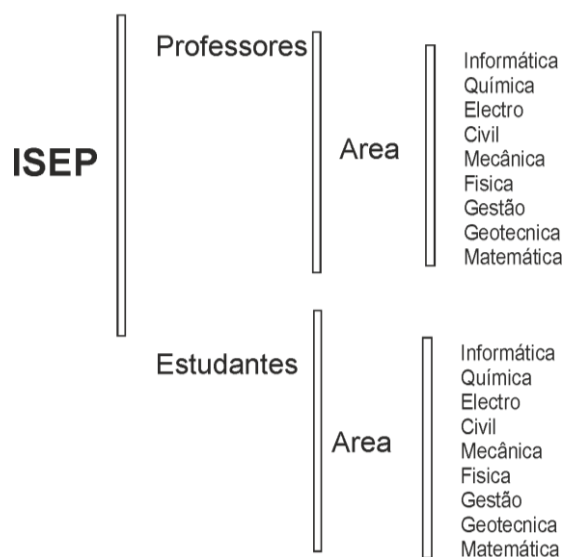 ISEP
Professores
Area
Informática
Química
Electro
Civil
Mecânica
Fisica
Gestão
Geotecnica
Matemática
Estudantes
Area
Informática
Química
Electro
Civil
Mecânica
Fisica
Gestão
Geotecnica
Matemática